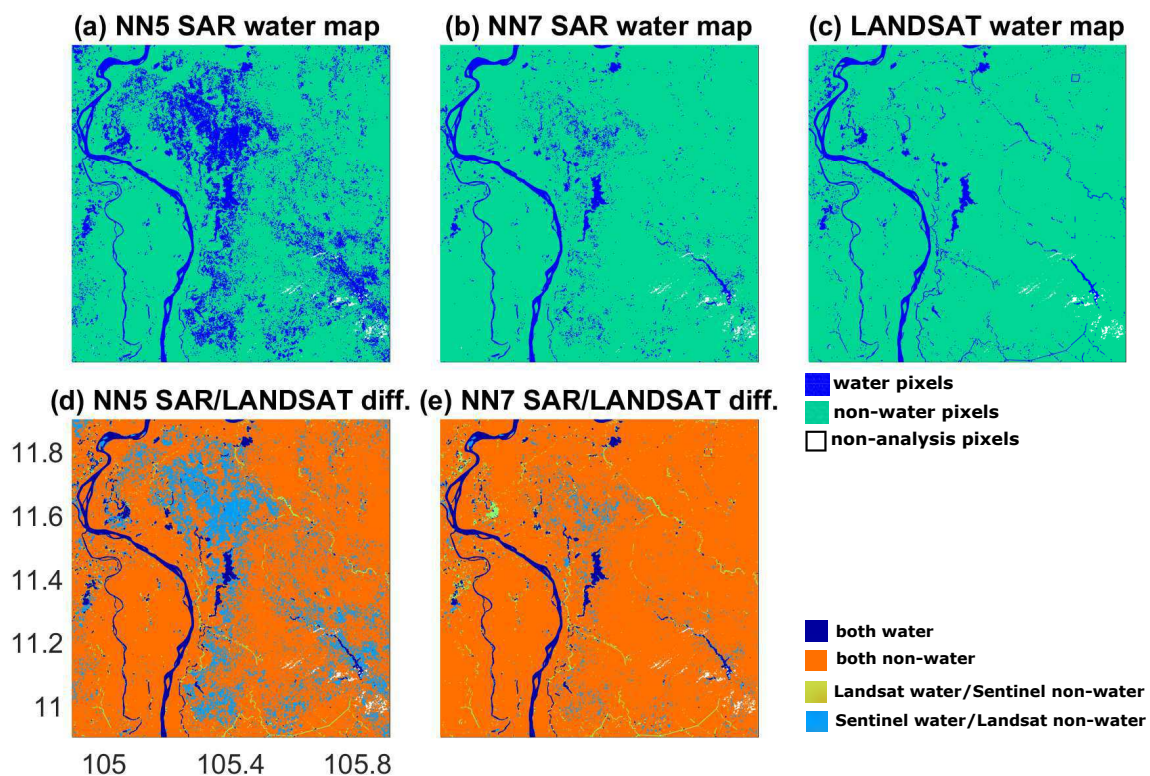 (a) NN5 SAR water map
(b) NN7 SAR water map
(c) LANDSAT water map
water pixels
non-water pixels
non-analysis pixels
(d) NN5 SAR/LANDSAT diff.
(e) NN7 SAR/LANDSAT diff.
11.8
11.6
11.4
11.2
11
105
105.4
105.8
both water
both non-water
Landsat water/Sentinel non-water
Sentinel water/Landsat non-water